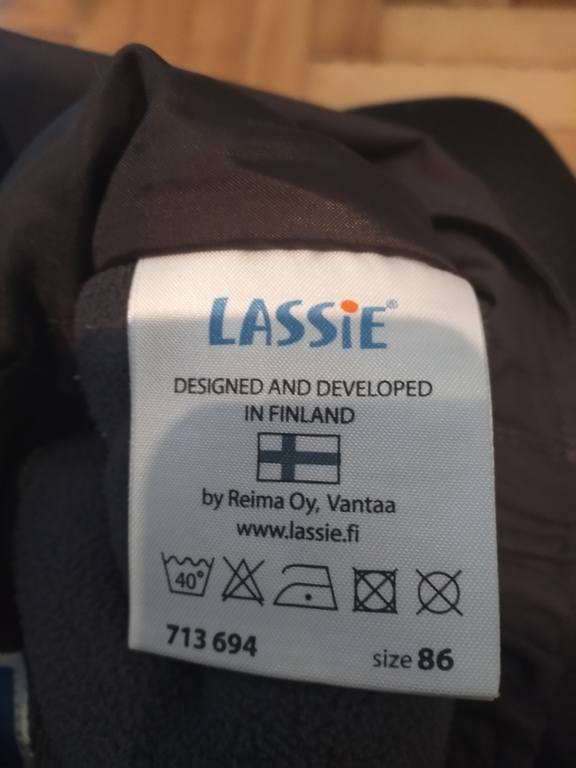 LASSiE®
DESIGNED AND DEVELOPED
IN FINLAND
by Reima Oy, Vantaa
www.lassie.fi
40°
713 694 size 86